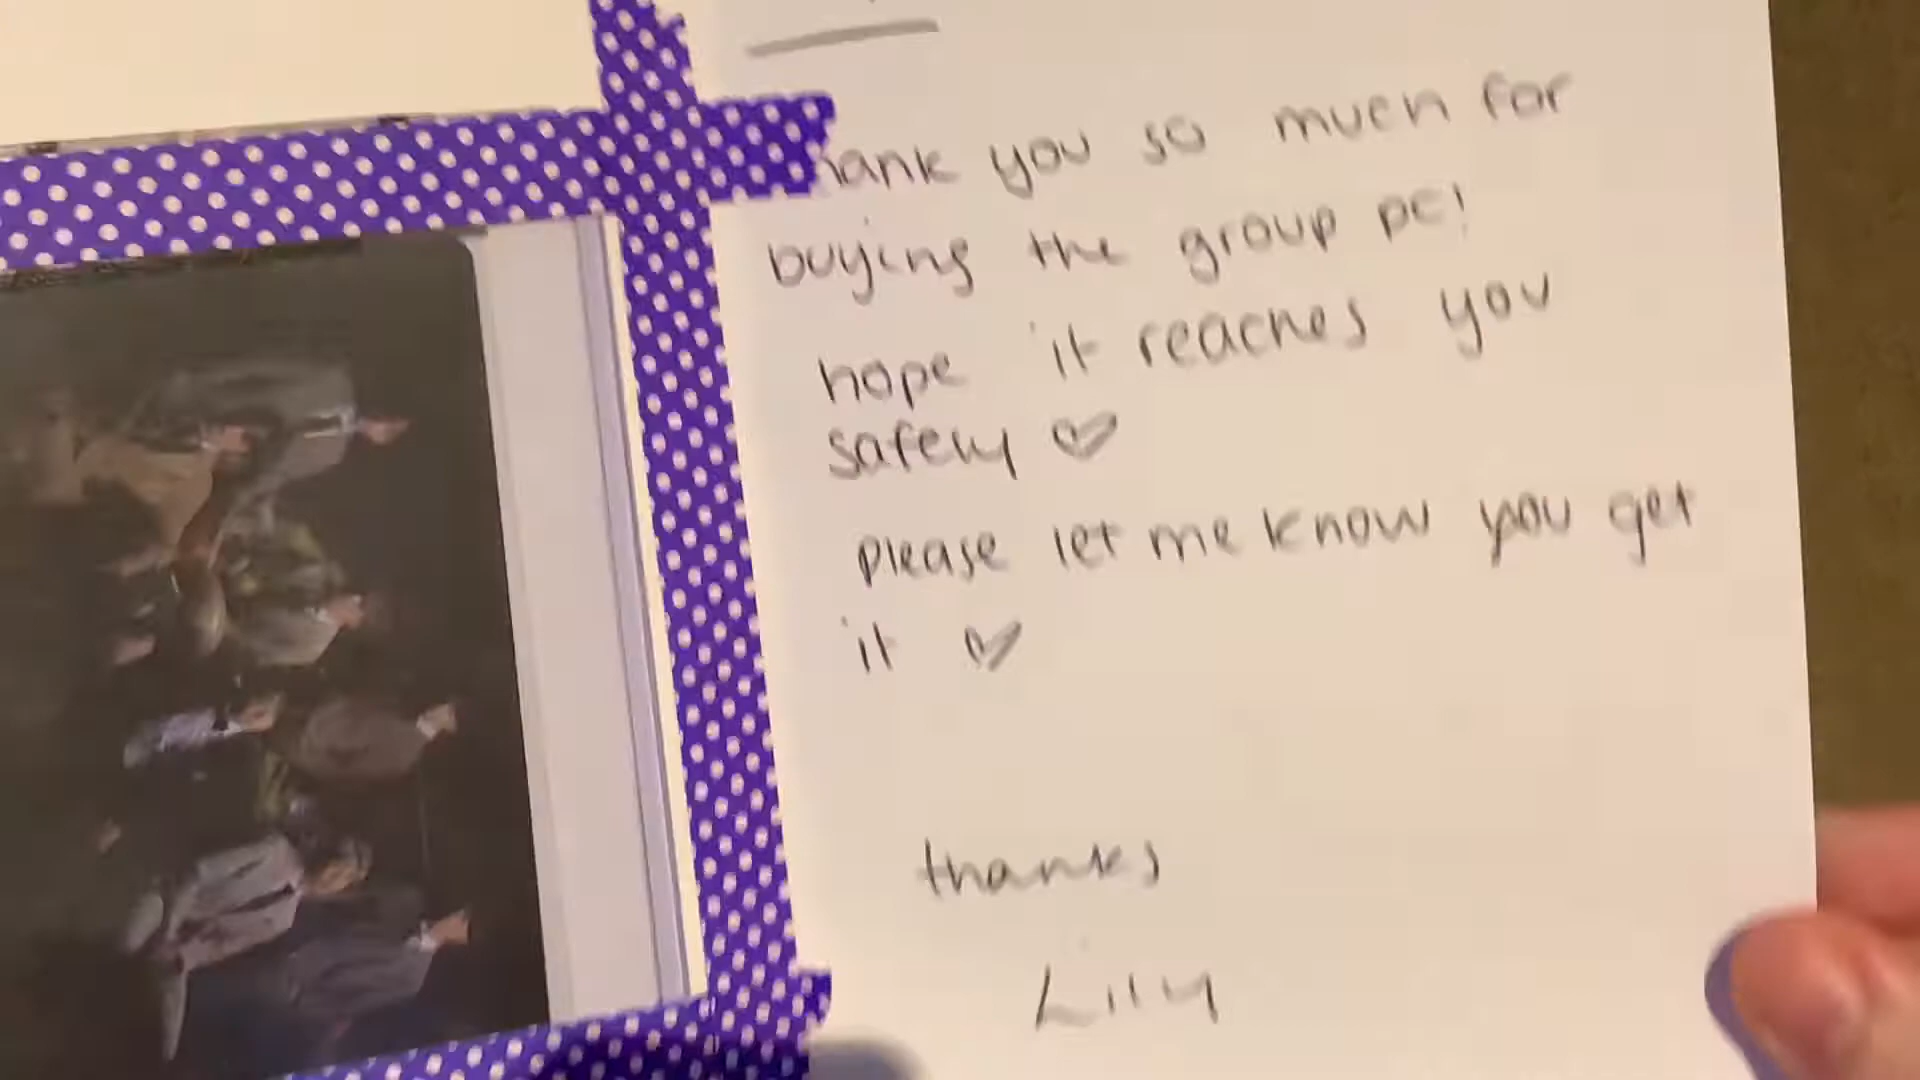 hank you so much for
buying the group pc!
hope it reaches you
safely ♡
please let me know you get
it ♡
thanks
Lily